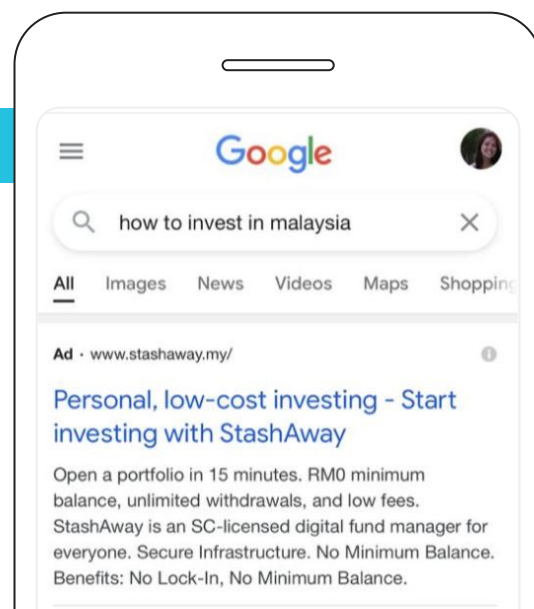 Google
how to invest in malaysia
All Images News Videos Maps Shopping
Ad · www.stashaway.my/
Personal, low-cost investing - Start
investing with StashAway
Open a portfolio in 15 minutes. RM0 minimum
balance, unlimited withdrawals, and low fees.
StashAway is an SC-licensed digital fund manager for
everyone. Secure Infrastructure. No Minimum Balance.
Benefits: No Lock-In, No Minimum Balance.